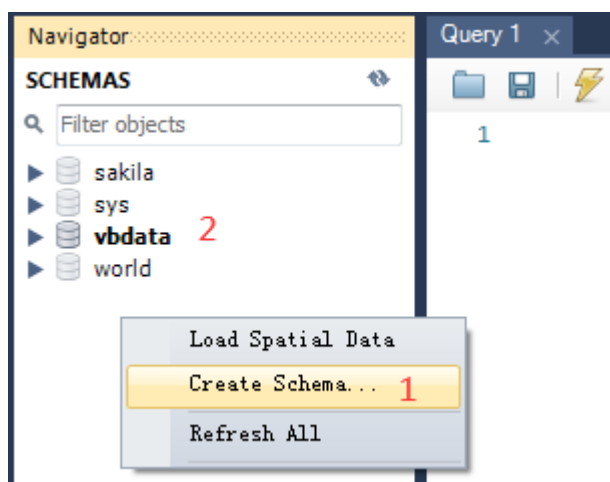 Navigator
Query 1 ×
SCHEMAS
Filter objects
1
sakila
sys
vbdata 2
world
Load Spatial Data
Create Schema... 1
Refresh All